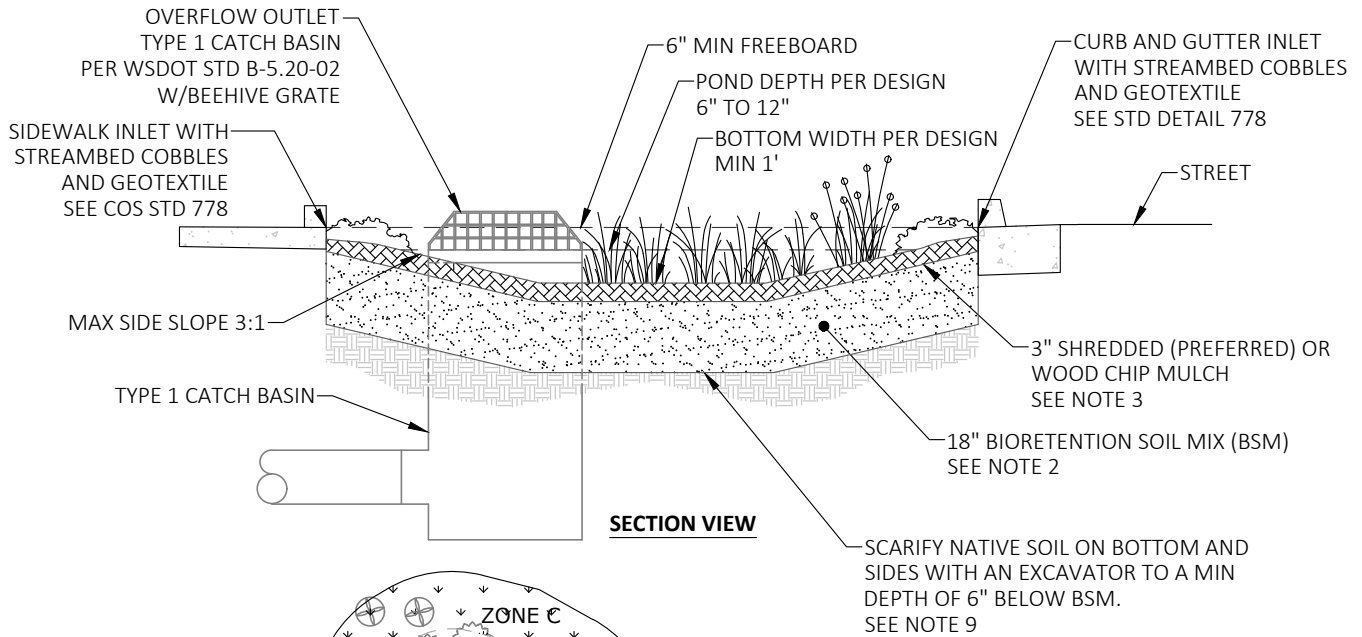 OVERFLOW OUTLET
TYPE 1 CATCH BASIN
PER WSDOT STD B-5.20-02
W/BEEHIVE GRATE
SIDEWALK INLET WITH
STREAMBED COBBLES
AND GEOTEXTILE
SEE COS STD 778
MAX SIDE SLOPE 3:1
TYPE 1 CATCH BASIN
6" MIN FREEBOARD
POND DEPTH PER DESIGN
6" TO 12"
BOTTOM WIDTH PER DESIGN
MIN 1'
CURB AND GUTTER INLET
WITH STREAMBED COBBLES
AND GEOTEXTILE
SEE STD DETAIL 778
STREET
3" SHREDDED (PREFERRED) OR
WOOD CHIP MULCH
SEE NOTE 3
18" BIORETENTION SOIL MIX (BSM)
SEE NOTE 2
SECTION VIEW
SCARIFY NATIVE SOIL ON BOTTOM AND
SIDES WITH AN EXCAVATOR TO A MIN
DEPTH OF 6" BELOW BSM.
SEE NOTE 9
ZONE C